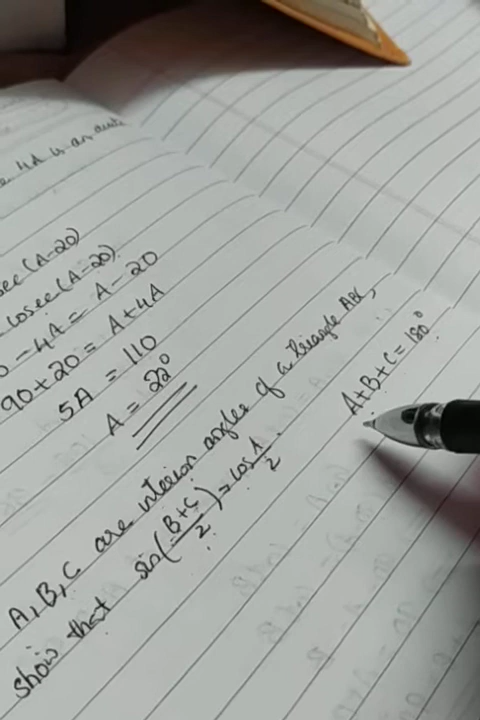 4A is an
sec(A-20)
cosec(A-20)
- 4A = A - 20
90 + 20 = A + 4A
5A = 110
A = 22°
A, B, C are interior angles of a triangle ABC,
show that sin(B+C/2) = cos A/2.
A+B+C = 180°